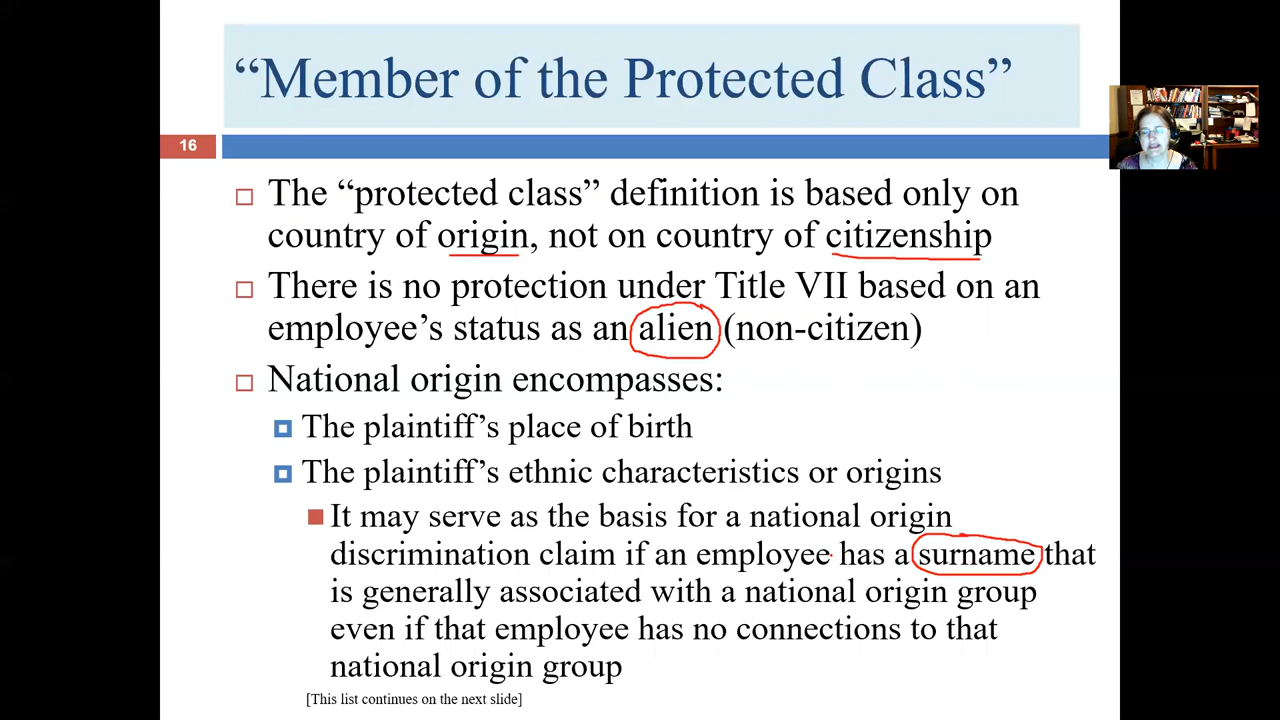 “Member of the Protected Class”
16
The “protected class” definition is based only on
country of origin, not on country of citizenship
There is no protection under Title VII based on an
employee’s status as an alien (non-citizen)
National origin encompasses:
The plaintiff’s place of birth
The plaintiff’s ethnic characteristics or origins
It may serve as the basis for a national origin
discrimination claim if an employee has a surname that
is generally associated with a national origin group
even if that employee has no connections to that
national origin group
[This list continues on the next slide]